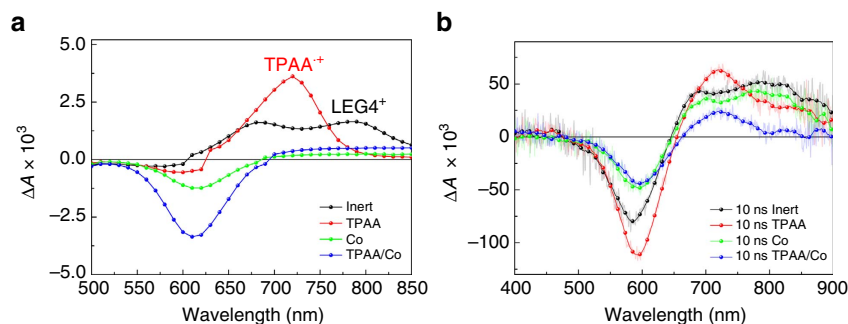 a
b
5.0
2.5
0.0
−2.5
−5.0
ΔA × 10³
TPAA·+
LEG4+
Inert
TPAA
Co
TPAA/Co
500 550 600 650 700 750 800 850
Wavelength (nm)
50
0
−50
−100
ΔA × 10³
10 ns Inert
10 ns TPAA
10 ns Co
10 ns TPAA/Co
400 500 600 700 800 900
Wavelength (nm)